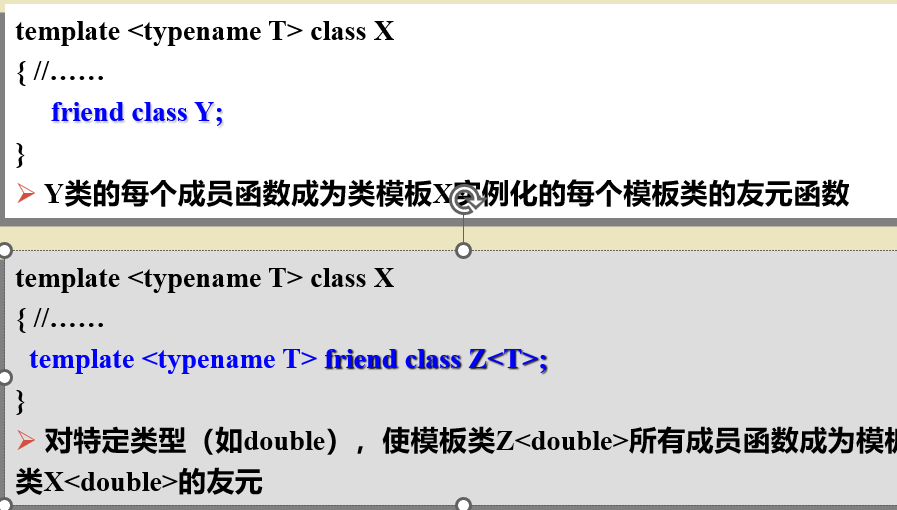 template <typename T> class X
{ //……
friend class Y;
}
Y类的每个成员函数成为类模板X实例化的每个模板类的友元函数
template <typename T> class X
{ //……
template <typename T> friend class Z<T>;
}
对特定类型（如double），使模板类Z<double>所有成员函数成为模板
类X<double>的友元